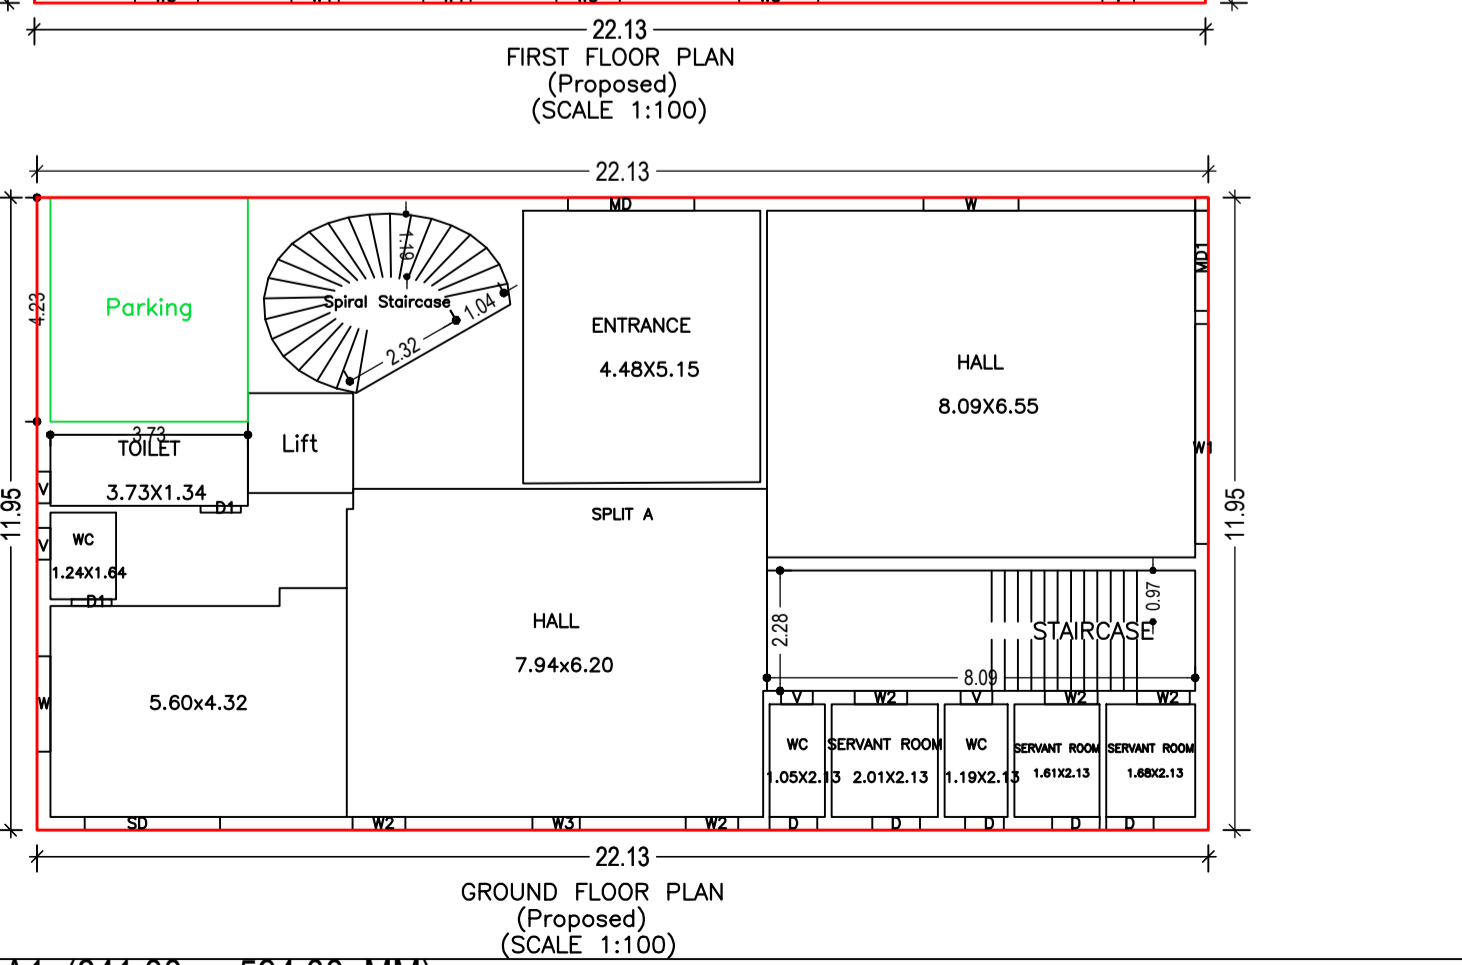 22.13
FIRST FLOOR PLAN
(Proposed)
(SCALE 1:100)
22.13
MD
W
1.19
MD1
4.23
Parking
Spiral Staircase
1.04
2.32
ENTRANCE
4.48X5.15
HALL
8.09X6.55
3.73
TOILET
3.73X1.34
Lift
W1
V
D1
SPLIT A
11.95
11.95
V
WC
1.24X1.64
D1
HALL
7.94x6.20
2.28
STAIRCASE
0.97
8.09
W
5.60x4.32
V
W2
V
W2
W2
WC
1.05X2.13
SERVANT ROOM
2.01X2.13
WC
1.19X2.13
SERVANT ROOM
1.61X2.13
SERVANT ROOM
1.68X2.13
SD
W2
W3
W2
D
D
D
D
D
22.13
GROUND FLOOR PLAN
(Proposed)
(SCALE 1:100)